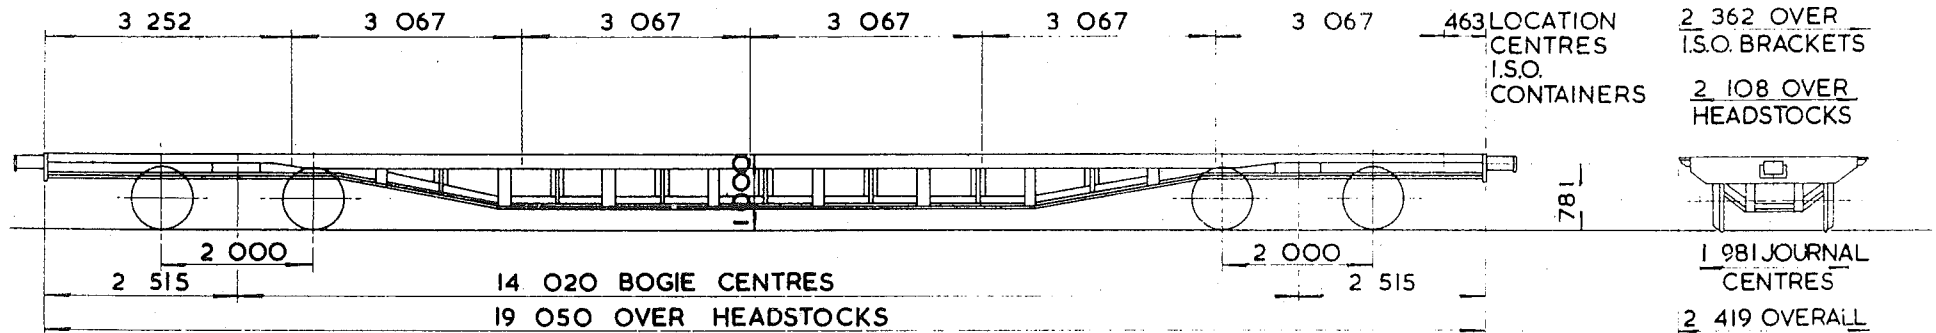 3 252
3 067
3 067
3 067
3 067
3 067
463
LOCATION
CENTRES
I.S.O.
CONTAINERS
2 362 OVER
I.S.O. BRACKETS
2 108 OVER
HEADSTOCKS
781
2 000
2 000
1 981 JOURNAL
CENTRES
2 515
14 020 BOGIE CENTRES
2 515
19 050 OVER HEADSTOCKS
2 419 OVERALL